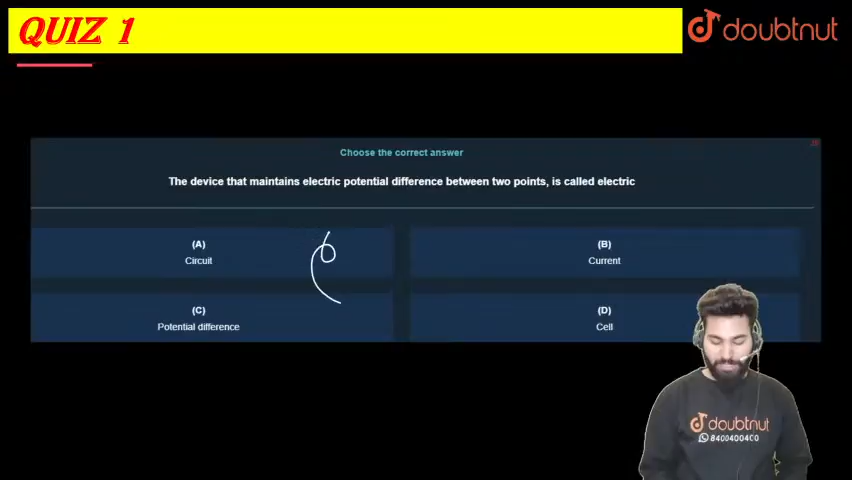 QUIZ 1
doubtnut
Choose the correct answer
The device that maintains electric potential difference between two points, is called electric
(A)
Circuit
(B)
Current
(C)
Potential difference
(D)
Cell
doubtnut
8400400400